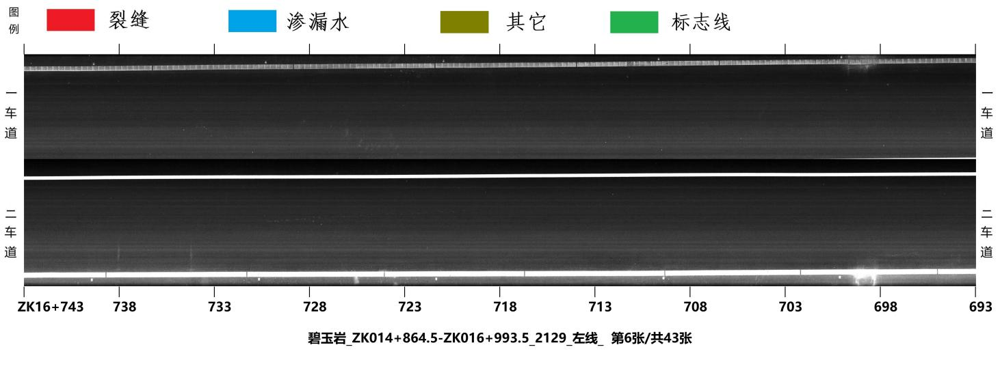 图例
裂缝
渗漏水
其它
标志线
一车道
一车道
二车道
二车道
ZK16+743 738 733 728 723 718 713 708 703 698 693
碧玉岩_ZK014+864.5-ZK016+993.5_2129_左线_ 第6张/共43张